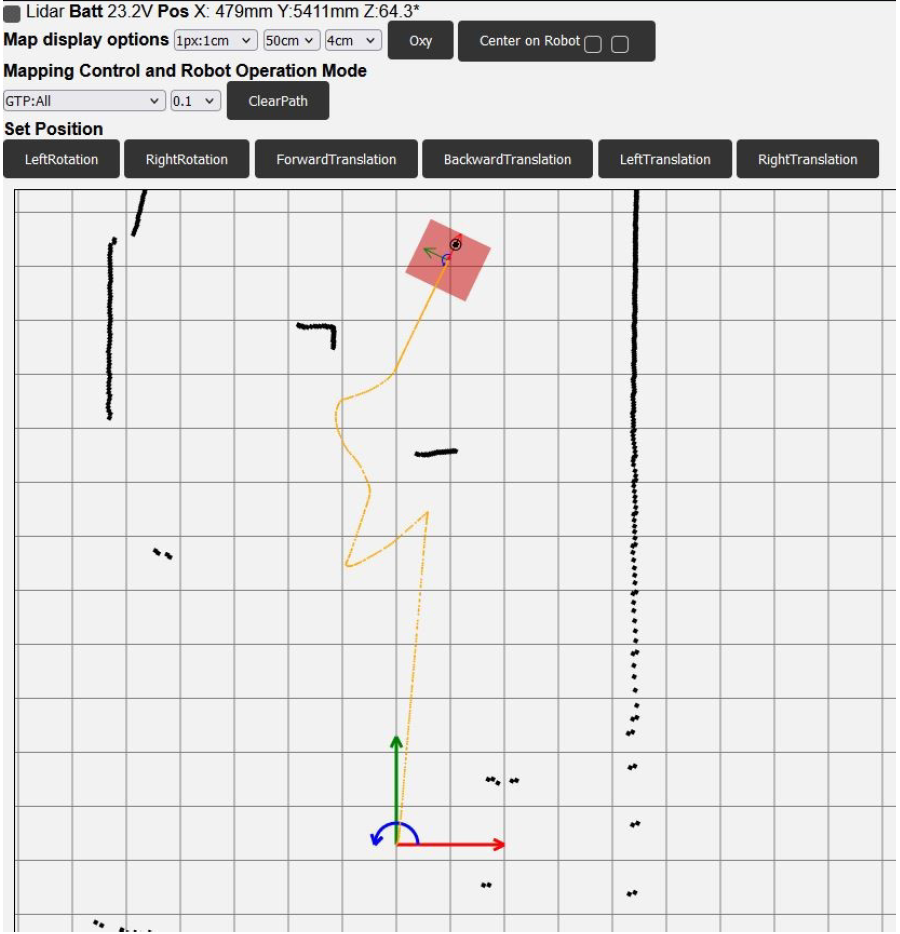 Lidar Batt 23.2V Pos X: 479mm Y:5411mm Z:64.3*
Map display options 1px:1cm 50cm 4cm Oxy Center on Robot
Mapping Control and Robot Operation Mode
GTP:All 0.1 ClearPath
Set Position
LeftRotation RightRotation ForwardTranslation BackwardTranslation LeftTranslation RightTranslation